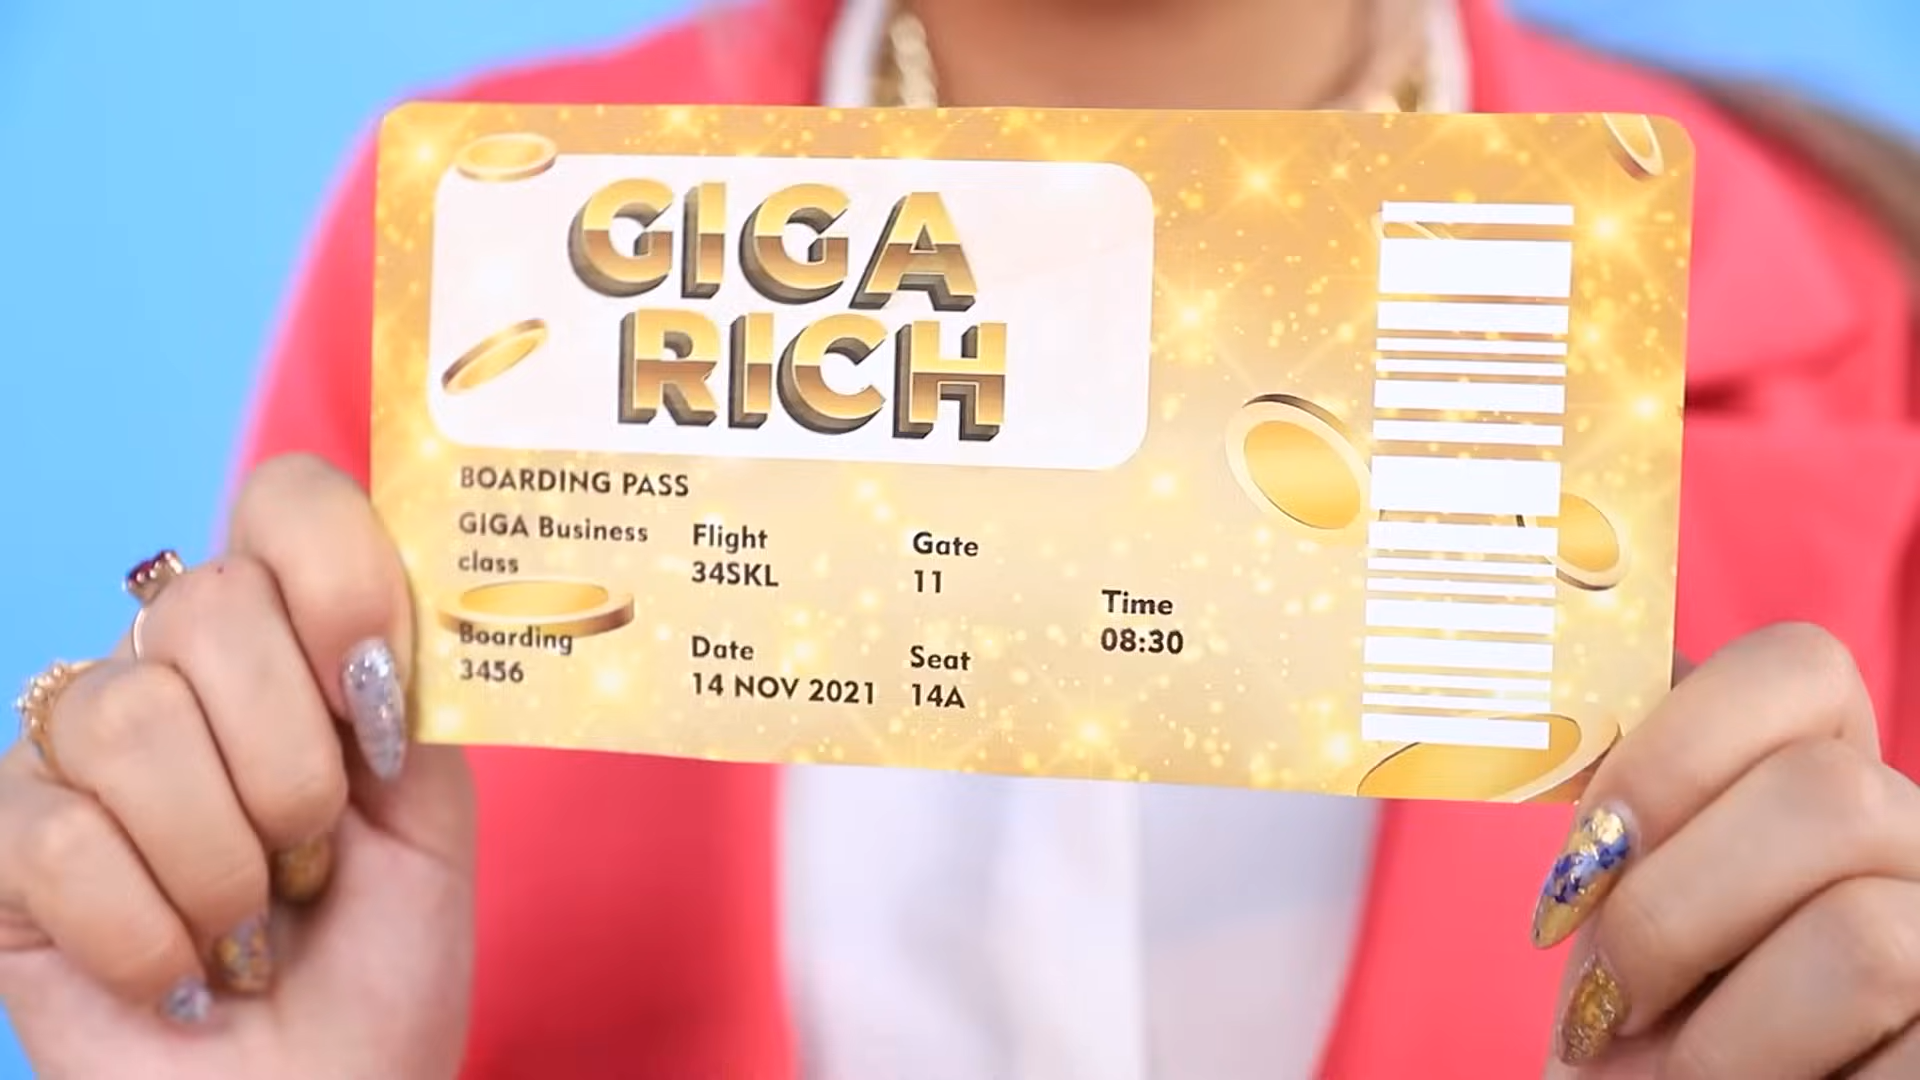 GIGA
RICH
BOARDING PASS
GIGA Business
class
Flight
34SKL
Gate
11
Time
08:30
Boarding
3456
Date
14 NOV 2021
Seat
14A